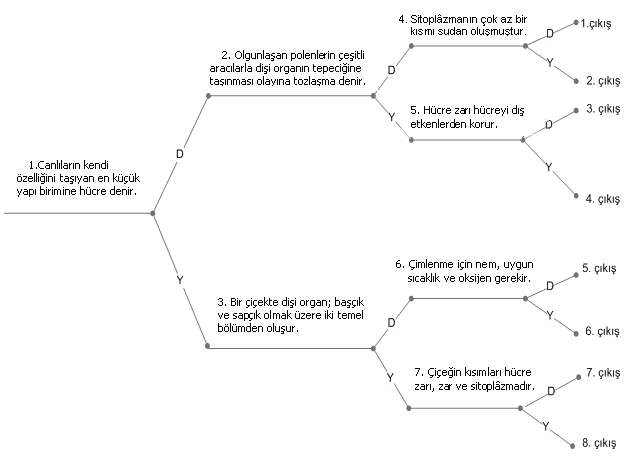 4. Sitoplâzmanın çok az bir
kısmı sudan oluşmuştur.
D
1.çıkış
Y
2. çıkış
2. Olgunlaşan polenlerin çeşitli
aracılarla dişi organın tepeciğine
taşınması olayına tozlaşma denir.
D
Y
5. Hücre zarı hücreyi dış
etkenlerden korur.
D
3. çıkış
Y
4. çıkış
1.Canlıların kendi
özelliğini taşıyan en küçük
yapı birimine hücre denir.
D
Y
6. Çimlenme için nem, uygun
sıcaklık ve oksijen gerekir.
D
5. çıkış
Y
6. çıkış
3. Bir çiçekte dişi organ; başçık
ve sapçık olmak üzere iki temel
bölümden oluşur.
D
Y
7. Çiçeğin kısımları hücre
zarı, zar ve sitoplâzmadır.
D
7. çıkış
Y
8. çıkış